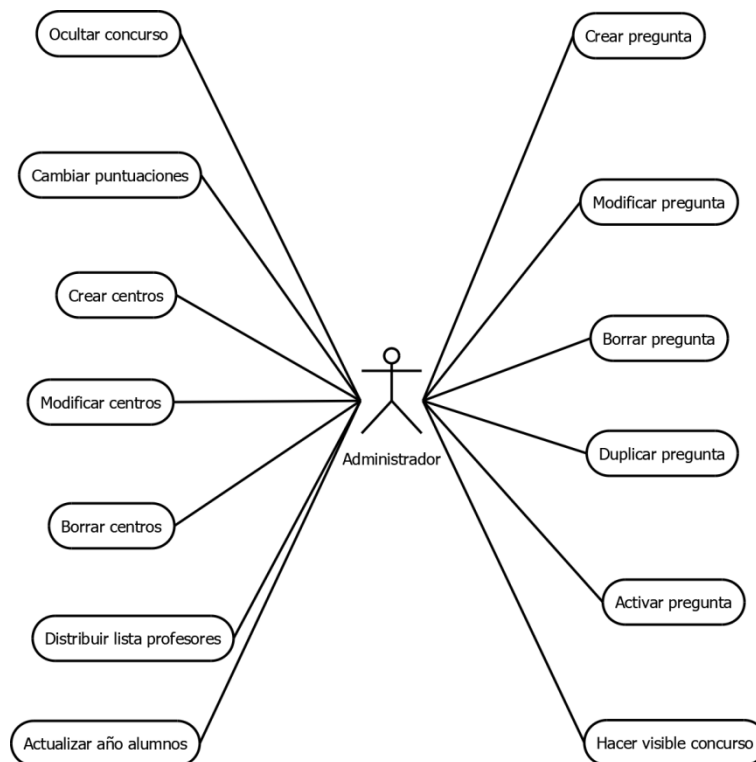 Ocultar concurso
Crear pregunta
Cambiar puntuaciones
Modificar pregunta
Crear centros
Borrar pregunta
Modificar centros
Administrador
Duplicar pregunta
Borrar centros
Activar pregunta
Distribuir lista profesores
Actualizar año alumnos
Hacer visible concurso